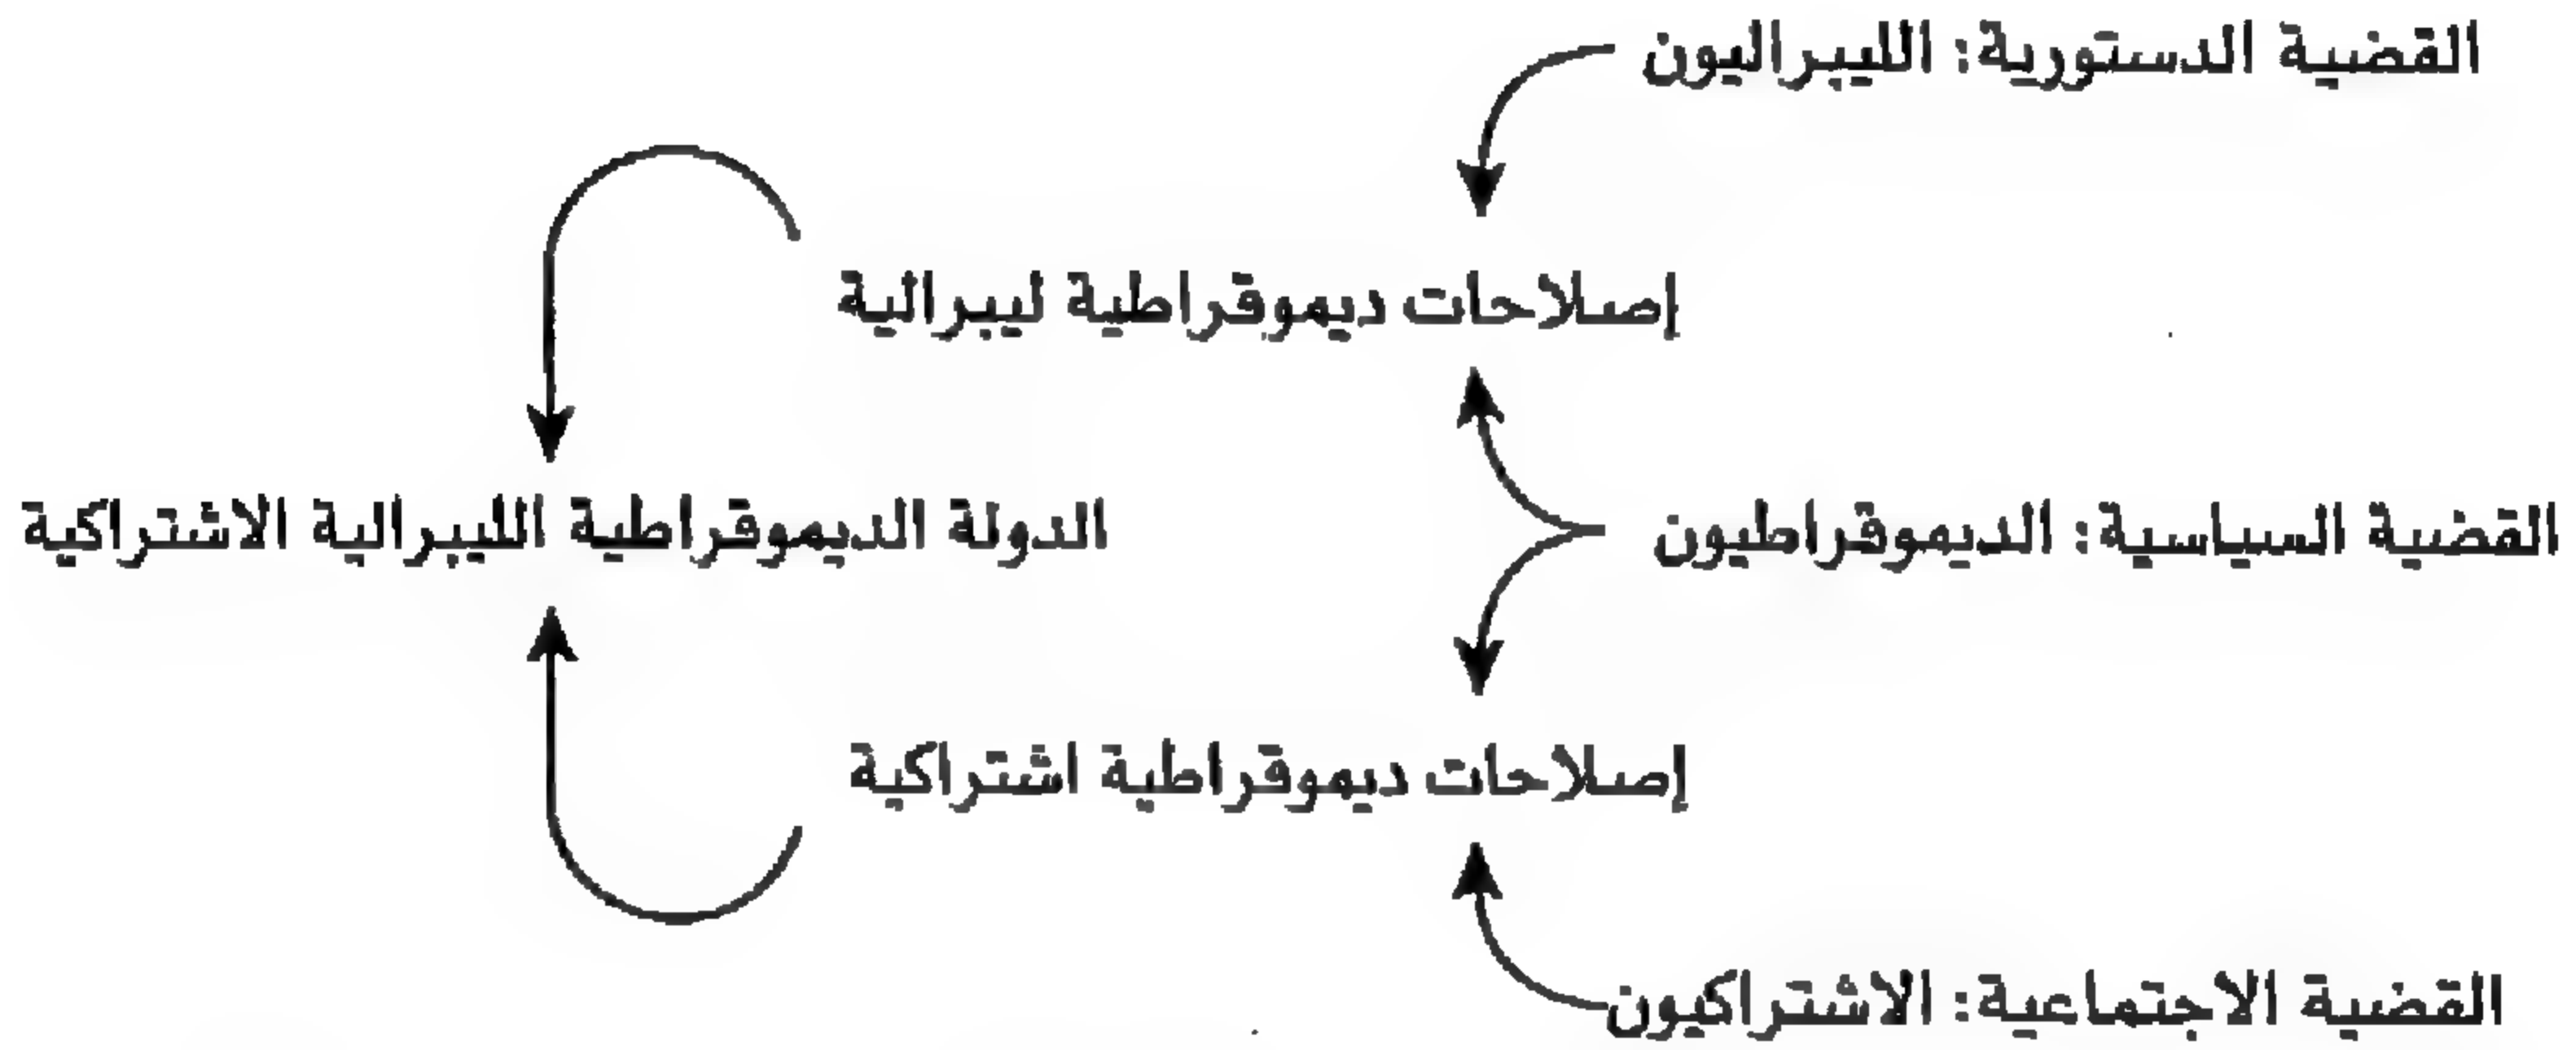 القضية الدستورية: الليبراليون
إصلاحات ديموقراطية ليبرالية
القضية السياسية: الديموقراطيون
الدولة الديموقراطية الليبرالية الاشتراكية
إصلاحات ديموقراطية اشتراكية
القضية الاجتماعية: الاشتراكيون